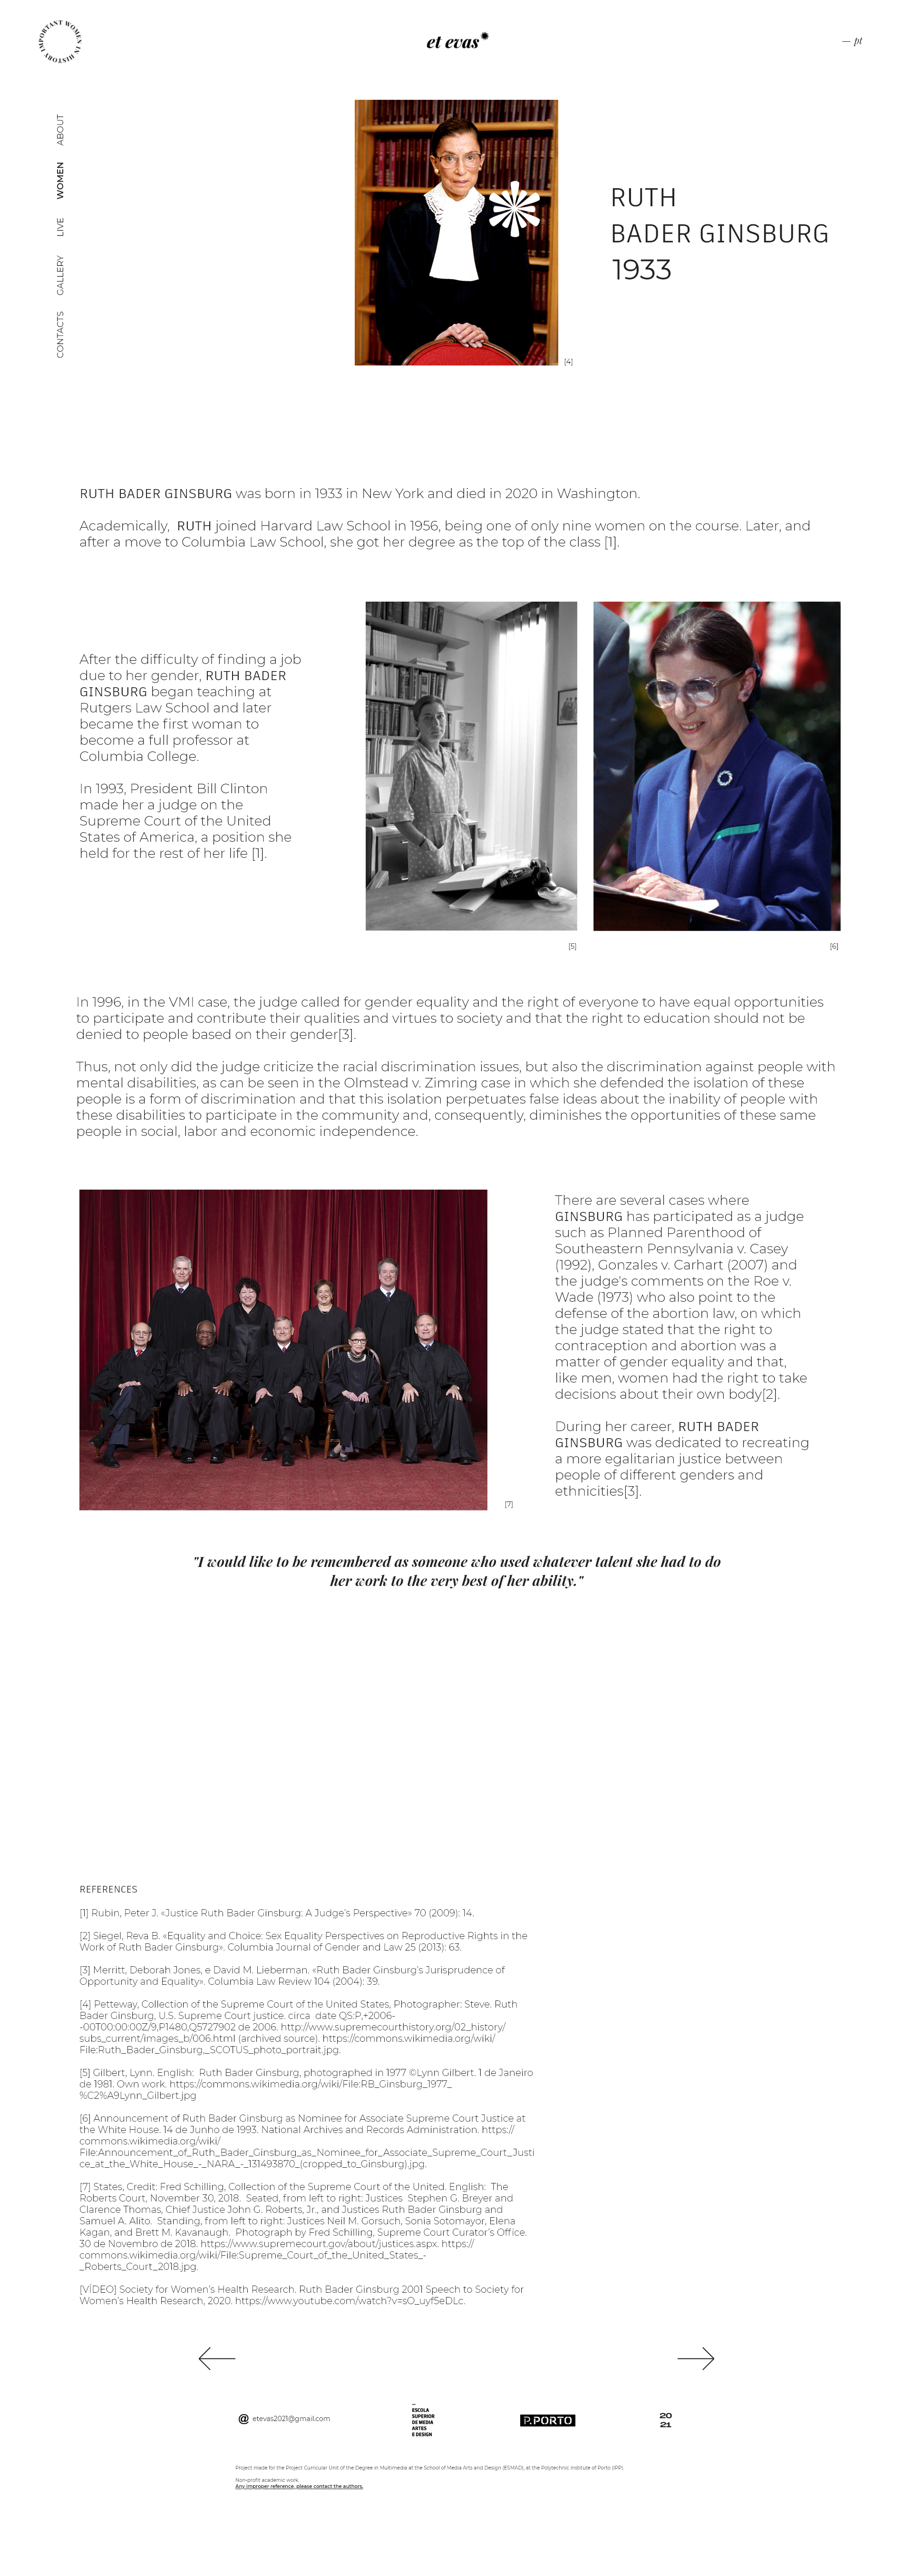 IMPORTANT WOMEN IN HISTORY
et evas
— pt
ABOUT
WOMEN
LIVE
GALLERY
CONTACTS
RUTH
BADER GINSBURG
1933
[4]
RUTH BADER GINSBURG was born in 1933 in New York and died in 2020 in Washington.
Academically, RUTH joined Harvard Law School in 1956, being one of only nine women on the course. Later, and
after a move to Columbia Law School, she got her degree as the top of the class [1].
After the difficulty of finding a job
due to her gender, RUTH BADER
GINSBURG began teaching at
Rutgers Law School and later
became the first woman to
become a full professor at
Columbia College.
In 1993, President Bill Clinton
made her a judge on the
Supreme Court of the United
States of America, a position she
held for the rest of her life [1].
[5]
[6]
In 1996, in the VMI case, the judge called for gender equality and the right of everyone to have equal opportunities
to participate and contribute their qualities and virtues to society and that the right to education should not be
denied to people based on their gender[3].
Thus, not only did the judge criticize the racial discrimination issues, but also the discrimination against people with
mental disabilities, as can be seen in the Olmstead v. Zimring case in which she defended the isolation of these
people is a form of discrimination and that this isolation perpetuates false ideas about the inability of people with
these disabilities to participate in the community and, consequently, diminishes the opportunities of these same
people in social, labor and economic independence.
There are several cases where
GINSBURG has participated as a judge
such as Planned Parenthood of
Southeastern Pennsylvania v. Casey
(1992), Gonzales v. Carhart (2007) and
the judge's comments on the Roe v.
Wade (1973) who also point to the
defense of the abortion law, on which
the judge stated that the right to
contraception and abortion was a
matter of gender equality and that,
like men, women had the right to take
decisions about their own body[2].
During her career, RUTH BADER
GINSBURG was dedicated to recreating
a more egalitarian justice between
people of different genders and
ethnicities[3].
[7]
"I would like to be remembered as someone who used whatever talent she had to do
her work to the very best of her ability."
REFERENCES
[1] Rubin, Peter J. «Justice Ruth Bader Ginsburg: A Judge's Perspective» 70 (2009): 14.
[2] Siegel, Reva B. «Equality and Choice: Sex Equality Perspectives on Reproductive Rights in the
Work of Ruth Bader Ginsburg». Columbia Journal of Gender and Law 25 (2013): 63.
[3] Merritt, Deborah Jones, e David M. Lieberman. «Ruth Bader Ginsburg's Jurisprudence of
Opportunity and Equality». Columbia Law Review 104 (2004): 39.
[4] Petteway, Collection of the Supreme Court of the United States, Photographer: Steve. Ruth
Bader Ginsburg, U.S. Supreme Court justice. circa date QS:P,+2006-
-00T00:00:00Z/9,P1480,Q5727902 de 2006. http://www.supremecourthistory.org/02_history/
subs_current/images_b/006.html (archived source). https://commons.wikimedia.org/wiki/
File:Ruth_Bader_Ginsburg,_SCOTUS_photo_portrait.jpg.
[5] Gilbert, Lynn. English: Ruth Bader Ginsburg, photographed in 1977 ©Lynn Gilbert. 1 de Janeiro
de 1981. Own work. https://commons.wikimedia.org/wiki/File:RB_Ginsburg_1977_
%C2%A9Lynn_Gilbert.jpg
[6] Announcement of Ruth Bader Ginsburg as Nominee for Associate Supreme Court Justice at
the White House. 14 de Junho de 1993. National Archives and Records Administration. https://
commons.wikimedia.org/wiki/
File:Announcement_of_Ruth_Bader_Ginsburg_as_Nominee_for_Associate_Supreme_Court_Justi
ce_at_the_White_House_-_NARA_-_131493870_(cropped_to_Ginsburg).jpg.
[7] States, Credit: Fred Schilling, Collection of the Supreme Court of the United. English: The
Roberts Court, November 30, 2018. Seated, from left to right: Justices Stephen G. Breyer and
Clarence Thomas, Chief Justice John G. Roberts, Jr., and Justices Ruth Bader Ginsburg and
Samuel A. Alito. Standing, from left to right: Justices Neil M. Gorsuch, Sonia Sotomayor, Elena
Kagan, and Brett M. Kavanaugh. Photograph by Fred Schilling, Supreme Court Curator's Office.
30 de Novembro de 2018. https://www.supremecourt.gov/about/justices.aspx. https://
commons.wikimedia.org/wiki/File:Supreme_Court_of_the_United_States_-
_Roberts_Court_2018.jpg.
[VÍDEO] Society for Women's Health Research. Ruth Bader Ginsburg 2001 Speech to Society for
Women's Health Research, 2020. https://www.youtube.com/watch?v=sO_uyf5eDLc.
@ etevas2021@gmail.com
ESCOLA
SUPERIOR
DE MEDIA
ARTES
E DESIGN
P.PORTO
20
21
Project made for the Project Curricular Unit of the Degree in Multimedia at the School of Media Arts and Design (ESMAD), at the Polytechnic Institute of Porto (IPP).
Non-profit academic work.
Any improper reference, please contact the authors.